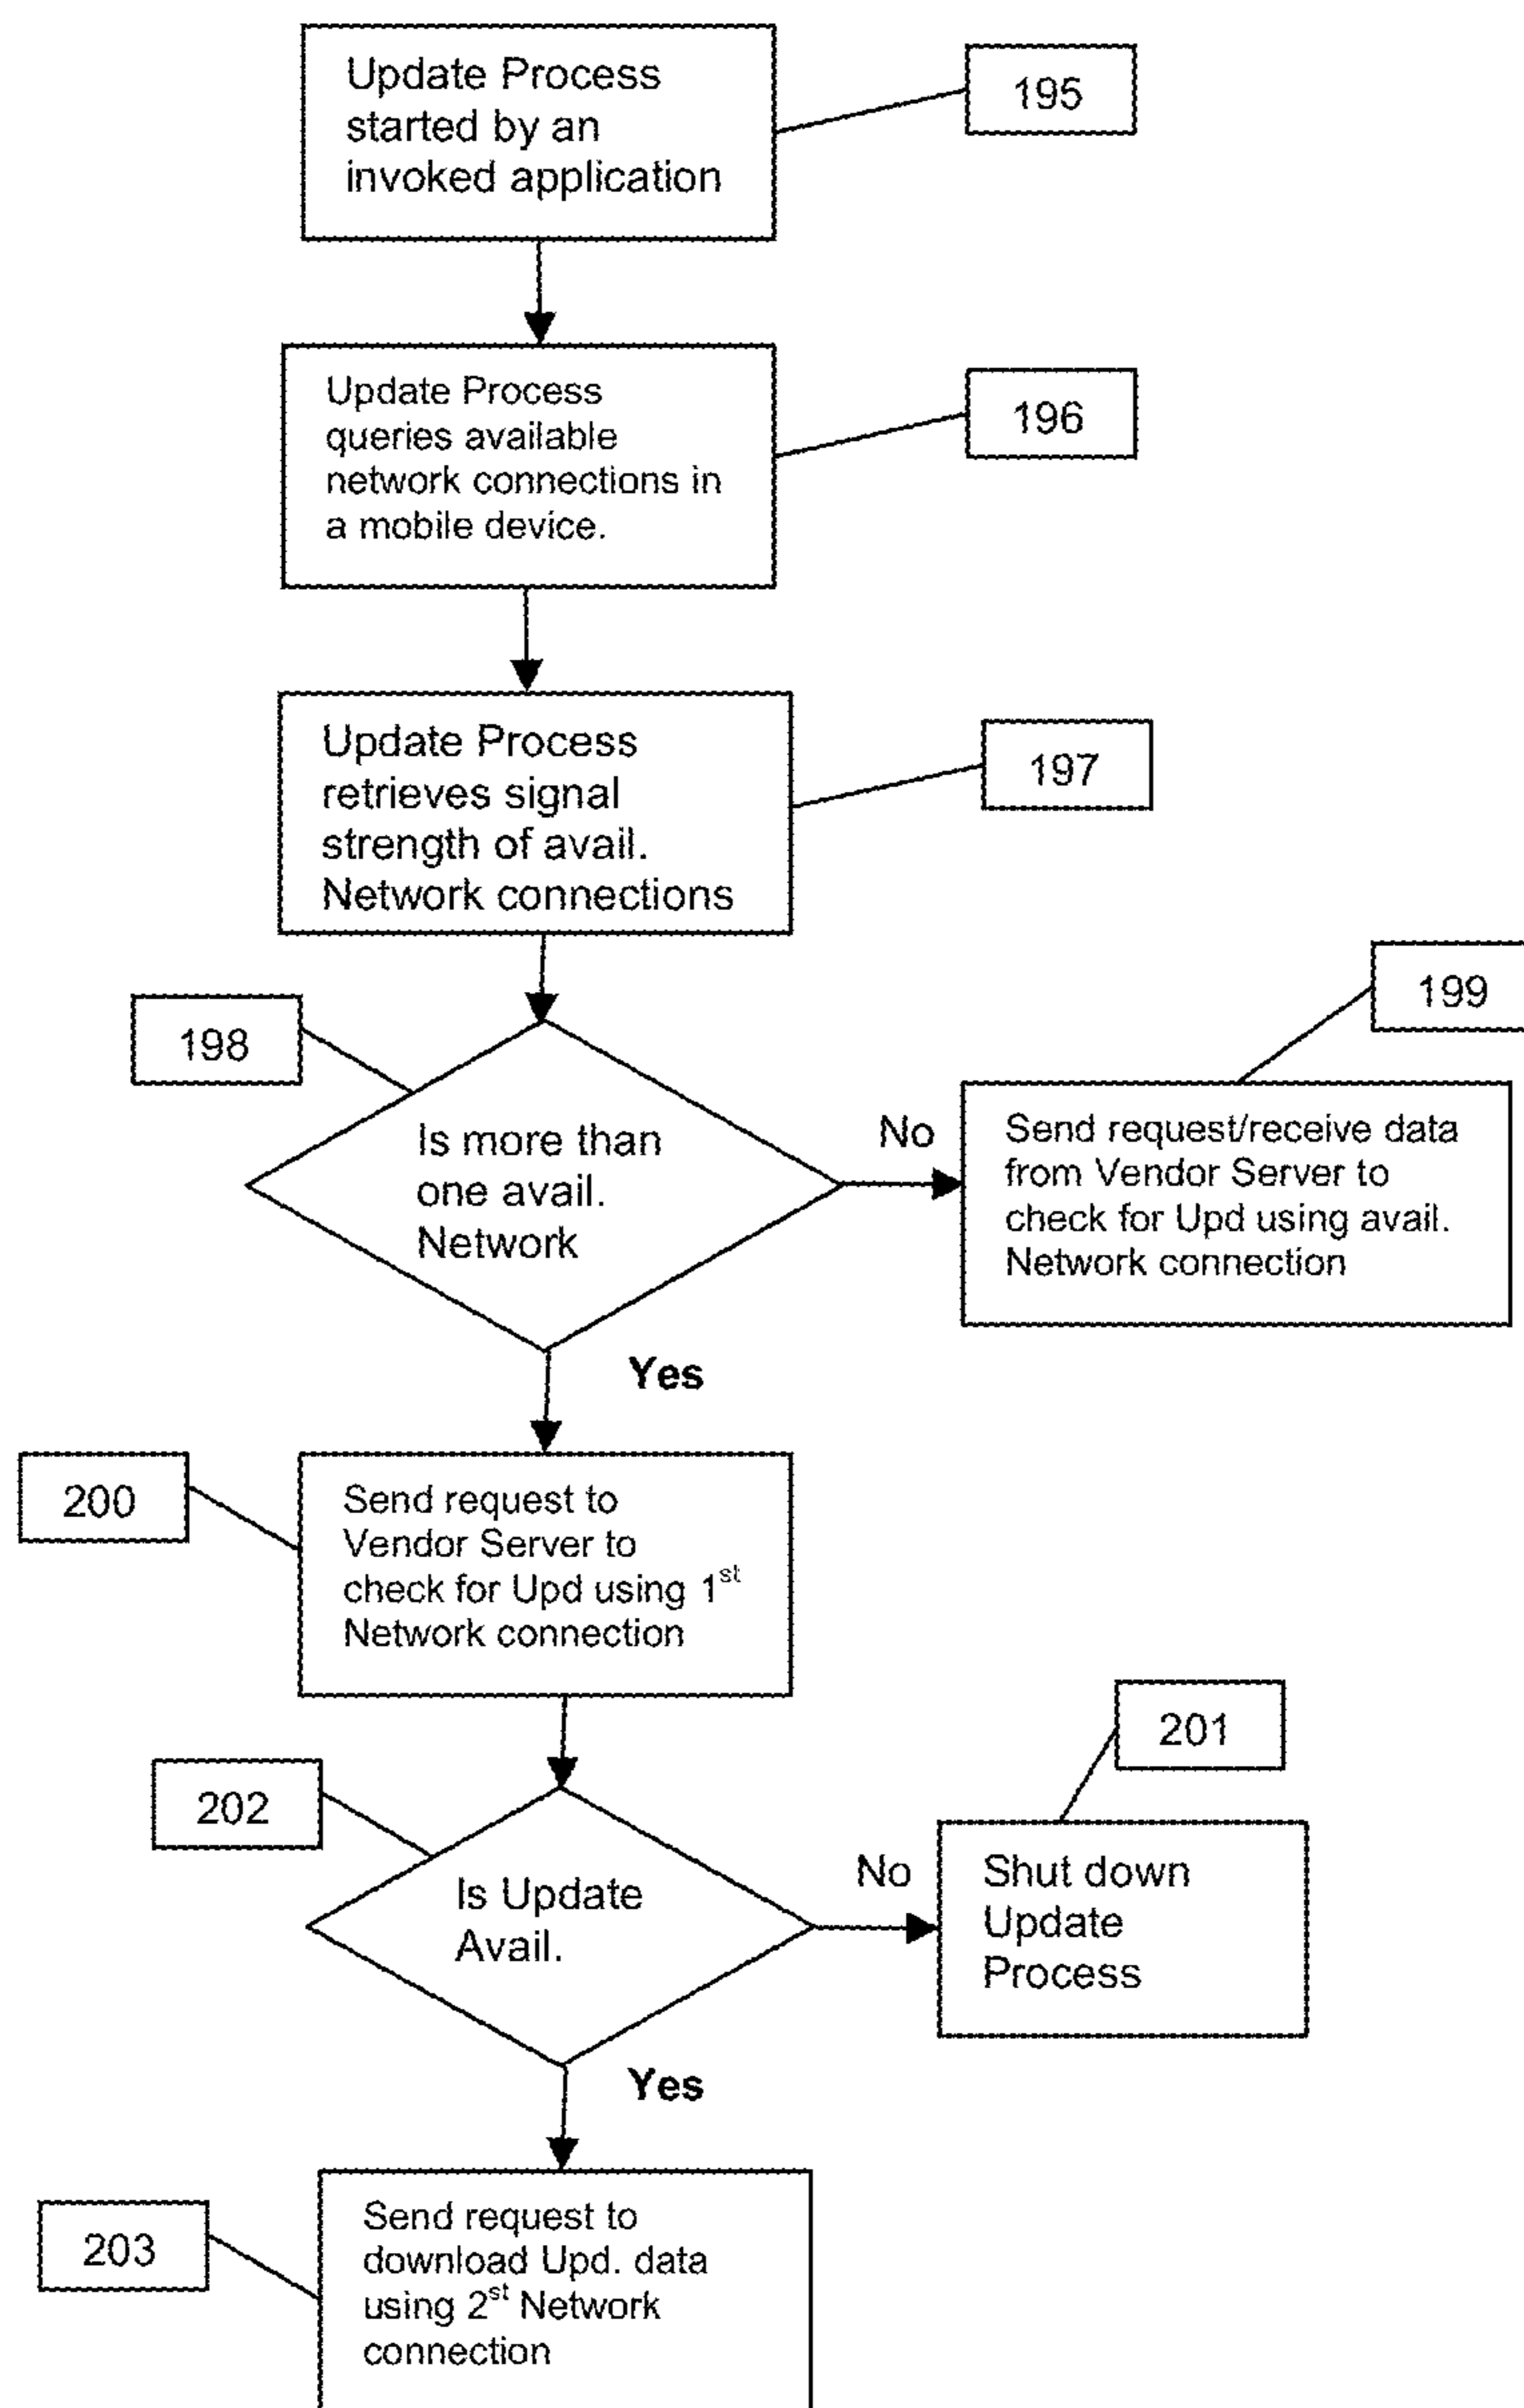 Update Process
started by an
invoked application
195
Update Process
queries available
network connections in
a mobile device.
196
Update Process
retrieves signal
strength of avail.
Network connections
197
198
Is more than
one avail.
Network
No
199
Send request/receive data
from Vendor Server to
check for Upd using avail.
Network connection
Yes
200
Send request to
Vendor Server to
check for Upd using 1st
Network connection
202
Is Update
Avail.
No
201
Shut down
Update
Process
Yes
203
Send request to
download Upd. data
using 2st Network
connection